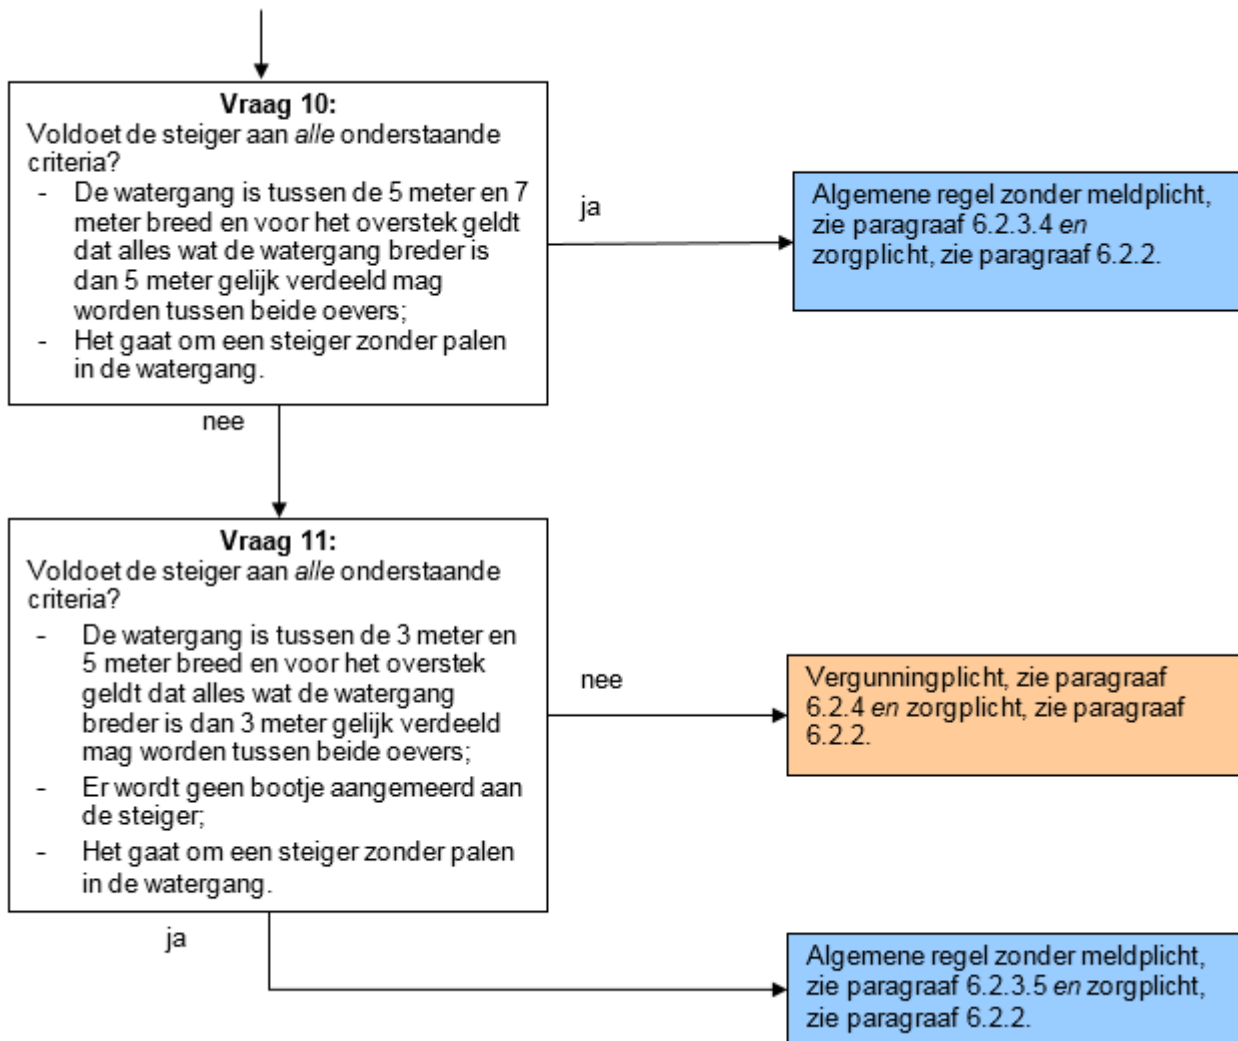 Vraag 10:
Voldoet de steiger aan alle onderstaande
criteria?
- De watergang is tussen de 5 meter en 7
meter breed en voor het overstek geldt
dat alles wat de watergang breder is
dan 5 meter gelijk verdeeld mag
worden tussen beide oevers;
- Het gaat om een steiger zonder palen
in de watergang.
ja
Algemene regel zonder meldplicht,
zie paragraaf 6.2.3.4 en
zorgplicht, zie paragraaf 6.2.2.
nee
Vraag 11:
Voldoet de steiger aan alle onderstaande
criteria?
- De watergang is tussen de 3 meter en
5 meter breed en voor het overstek
geldt dat alles wat de watergang
breder is dan 3 meter gelijk verdeeld
mag worden tussen beide oevers;
- Er wordt geen bootje aangemeerd aan
de steiger;
- Het gaat om een steiger zonder palen
in de watergang.
nee
Vergunningplicht, zie paragraaf
6.2.4 en zorgplicht, zie paragraaf
6.2.2.
ja
Algemene regel zonder meldplicht,
zie paragraaf 6.2.3.5 en zorgplicht,
zie paragraaf 6.2.2.